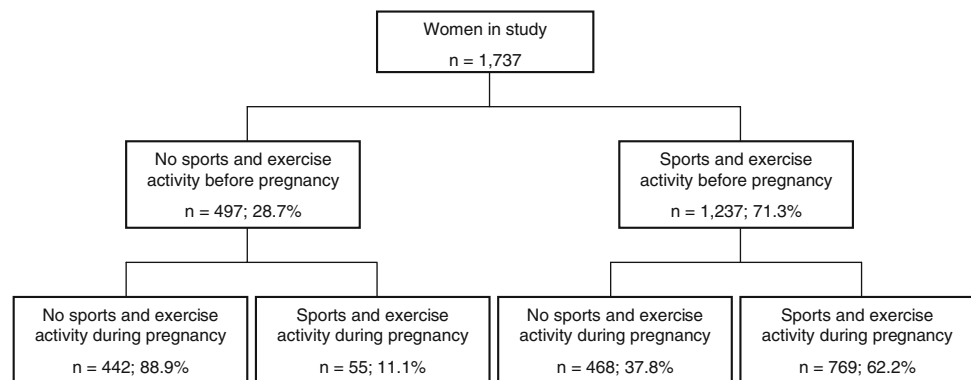 Women in study
n = 1,737
No sports and exercise
activity before pregnancy
n = 497; 28.7%
Sports and exercise
activity before pregnancy
n = 1,237; 71.3%
No sports and exercise
activity during pregnancy
n = 442; 88.9%
Sports and exercise
activity during pregnancy
n = 55; 11.1%
No sports and exercise
activity during pregnancy
n = 468; 37.8%
Sports and exercise
activity during pregnancy
n = 769; 62.2%